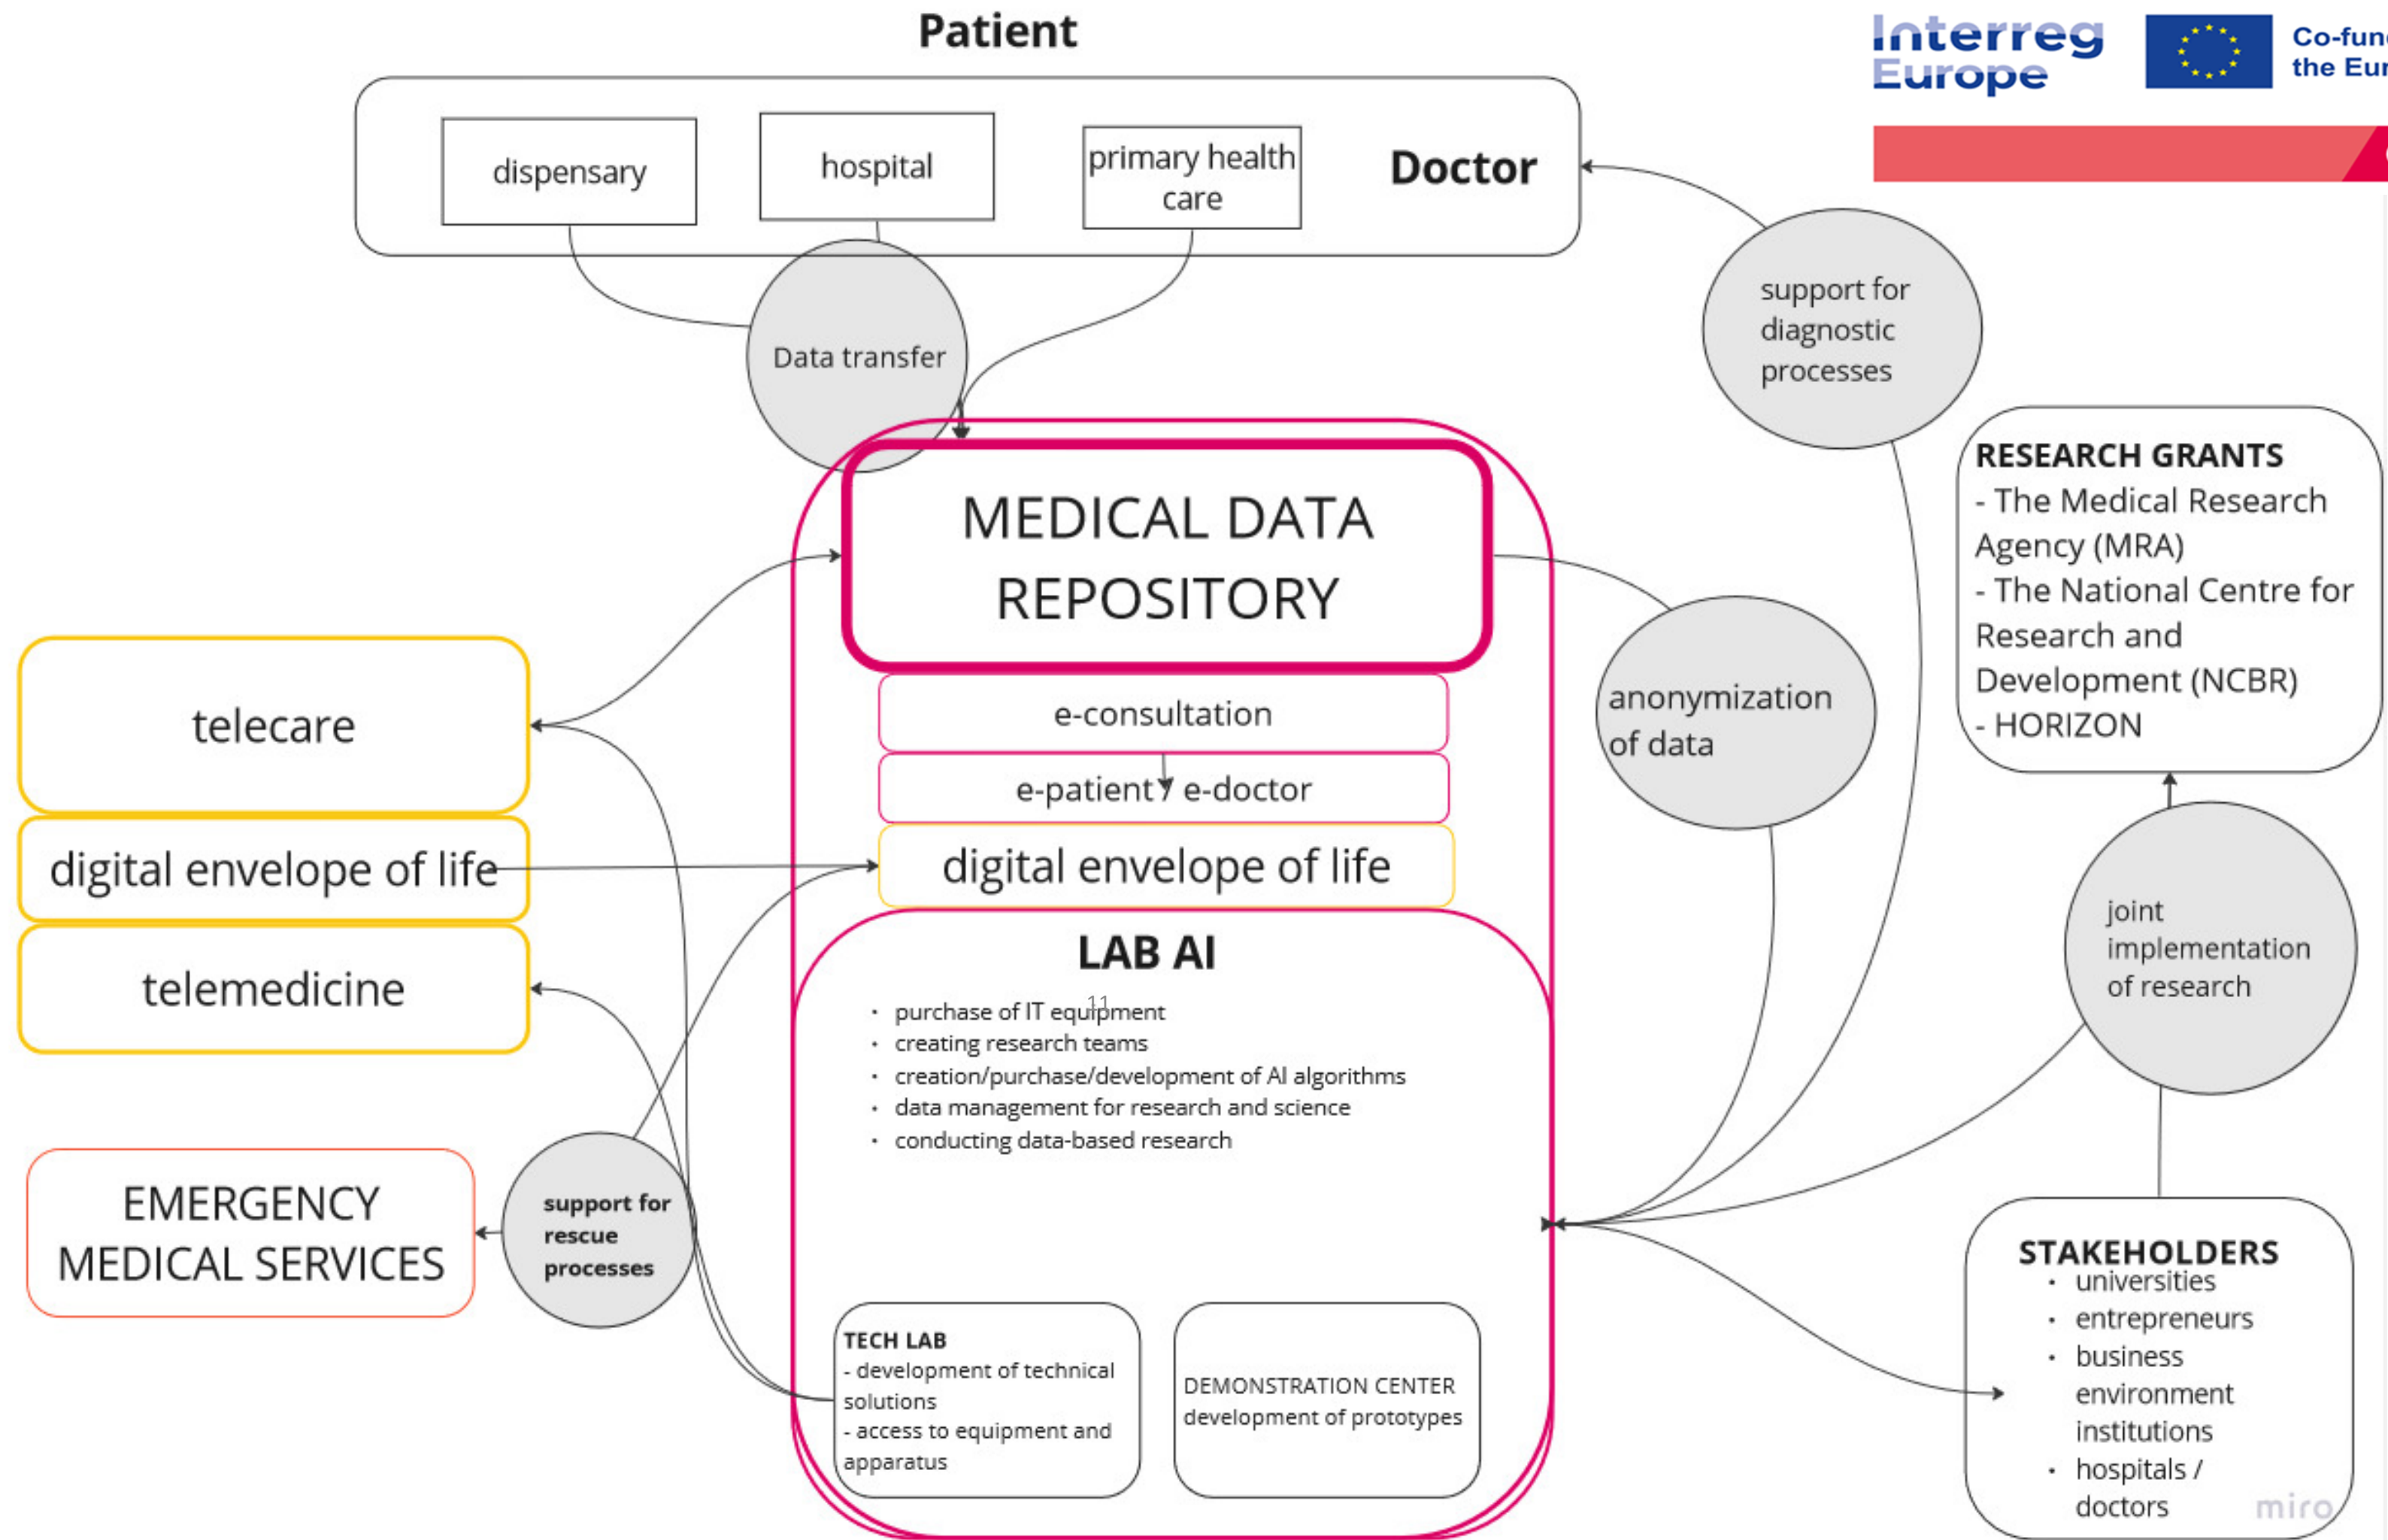 Patient
Interreg
Europe
Co-fun
the Eur
dispensary
hospital
primary health
care
Doctor
Data transfer
support for
diagnostic
processes
RESEARCH GRANTS
- The Medical Research
Agency (MRA)
- The National Centre for
Research and
Development (NCBR)
- HORIZON
MEDICAL DATA
REPOSITORY
anonymization
of data
telecare
digital envelope of life
telemedicine
e-consultation
e-patient / e-doctor
digital envelope of life
LAB AI
11
· purchase of IT equipment
· creating research teams
· creation/purchase/development of AI algorithms
· data management for research and science
· conducting data-based research
joint
implementation
of research
EMERGENCY
MEDICAL SERVICES
support for
rescue
processes
TECH LAB
- development of technical
solutions
- access to equipment and
apparatus
DEMONSTRATION CENTER
development of prototypes
STAKEHOLDERS
· universities
· entrepreneurs
· business
environment
institutions
· hospitals /
doctors
miro